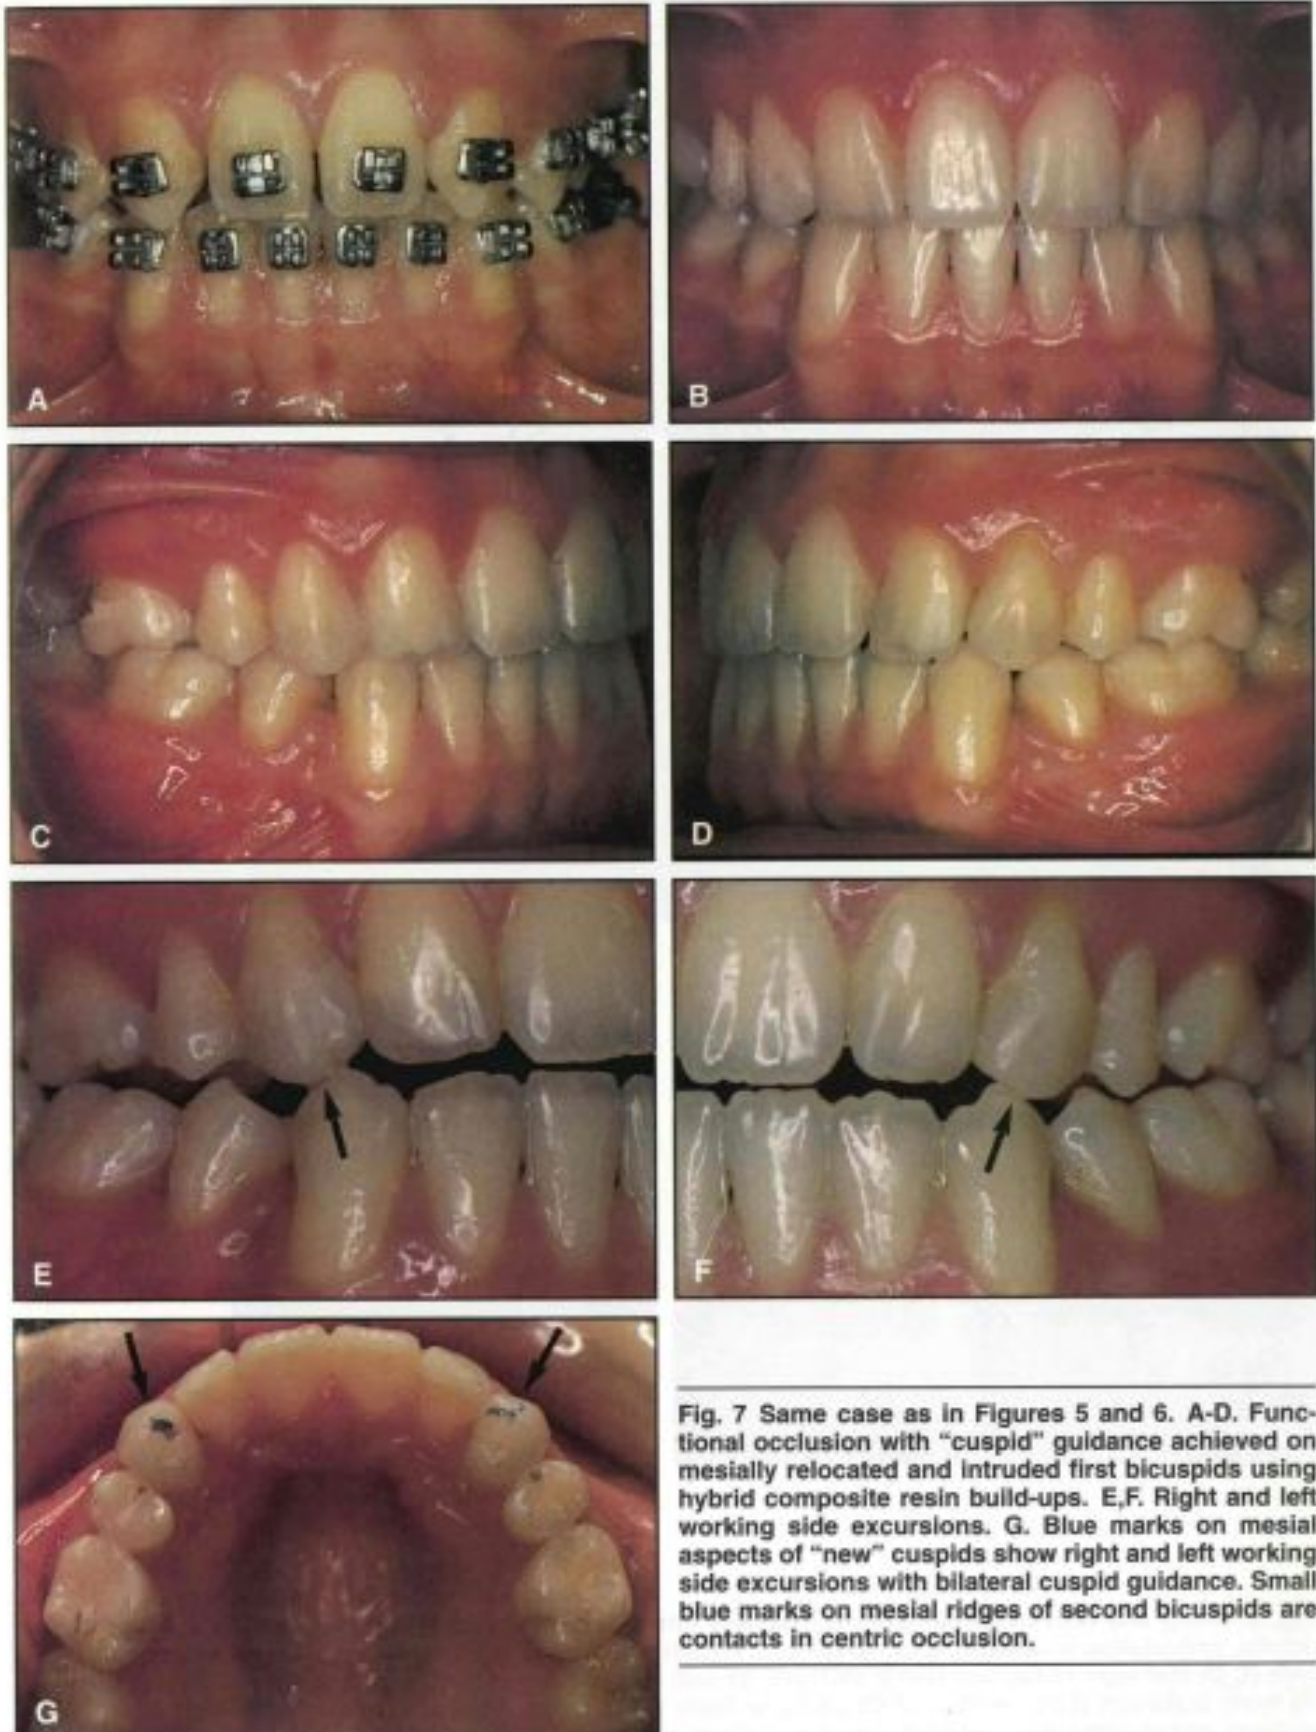 A
B
C
D
E
F
G
Fig. 7 Same case as in Figures 5 and 6. A-D. Func-
tional occlusion with “cuspid” guidance achieved on
mesially relocated and intruded first bicuspids using
hybrid composite resin build-ups. E,F. Right and left
working side excursions. G. Blue marks on mesial
aspects of “new” cuspids show right and left working
side excursions with bilateral cuspid guidance. Small
blue marks on mesial ridges of second bicuspids are
contacts in centric occlusion.